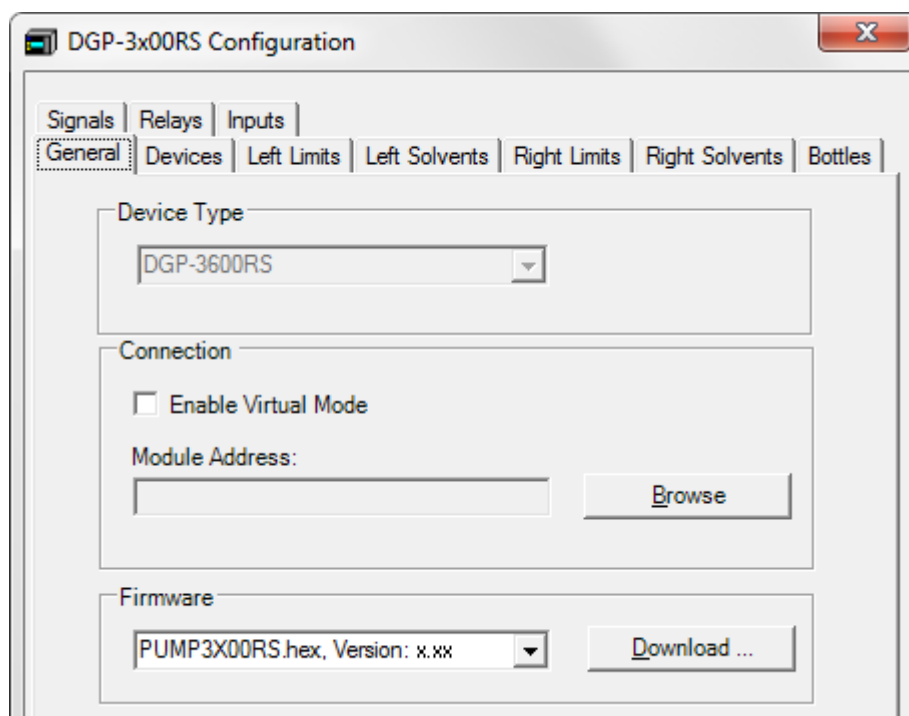 DGP-3x00RS Configuration
Signals Relays Inputs
General Devices Left Limits Left Solvents Right Limits Right Solvents Bottles
Device Type
DGP-3600RS
Connection
Enable Virtual Mode
Module Address:
Browse
Firmware
PUMP3X00RS.hex, Version: x.xx Download ...